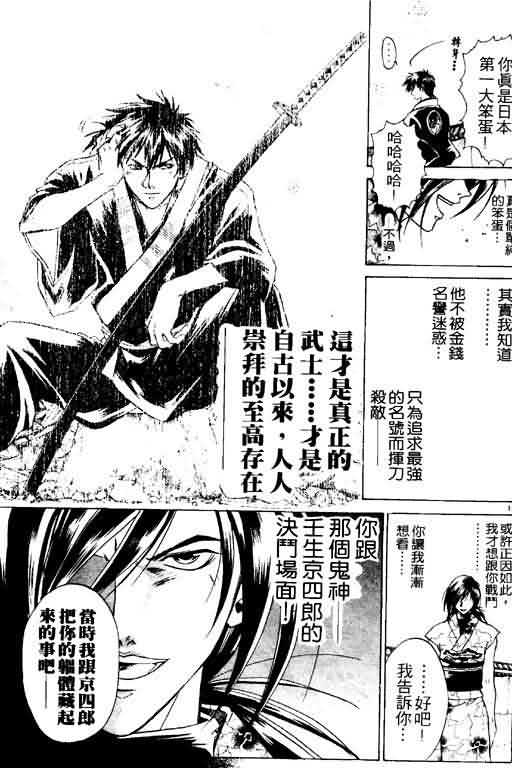 你真是日本
第一大笨蛋！
……
哈哈哈哈！
不過，
真是個單純
的笨蛋…
其實我知道
………
他不被金錢
名譽迷惑…
只為追求最強
的名號而揮刀
殺敵——
這才是真正的
武士……才是
自古以來，人人
崇拜的至高存在！
或許正因如此，
我才想跟你戰鬥
………
你讓我漸漸
想看……
……好吧！
我告訴你…
你跟
那個鬼神——
壬生京四郎的
決鬥場面！！
當時我跟京四郎
把你的軀體藏起
來的事吧——